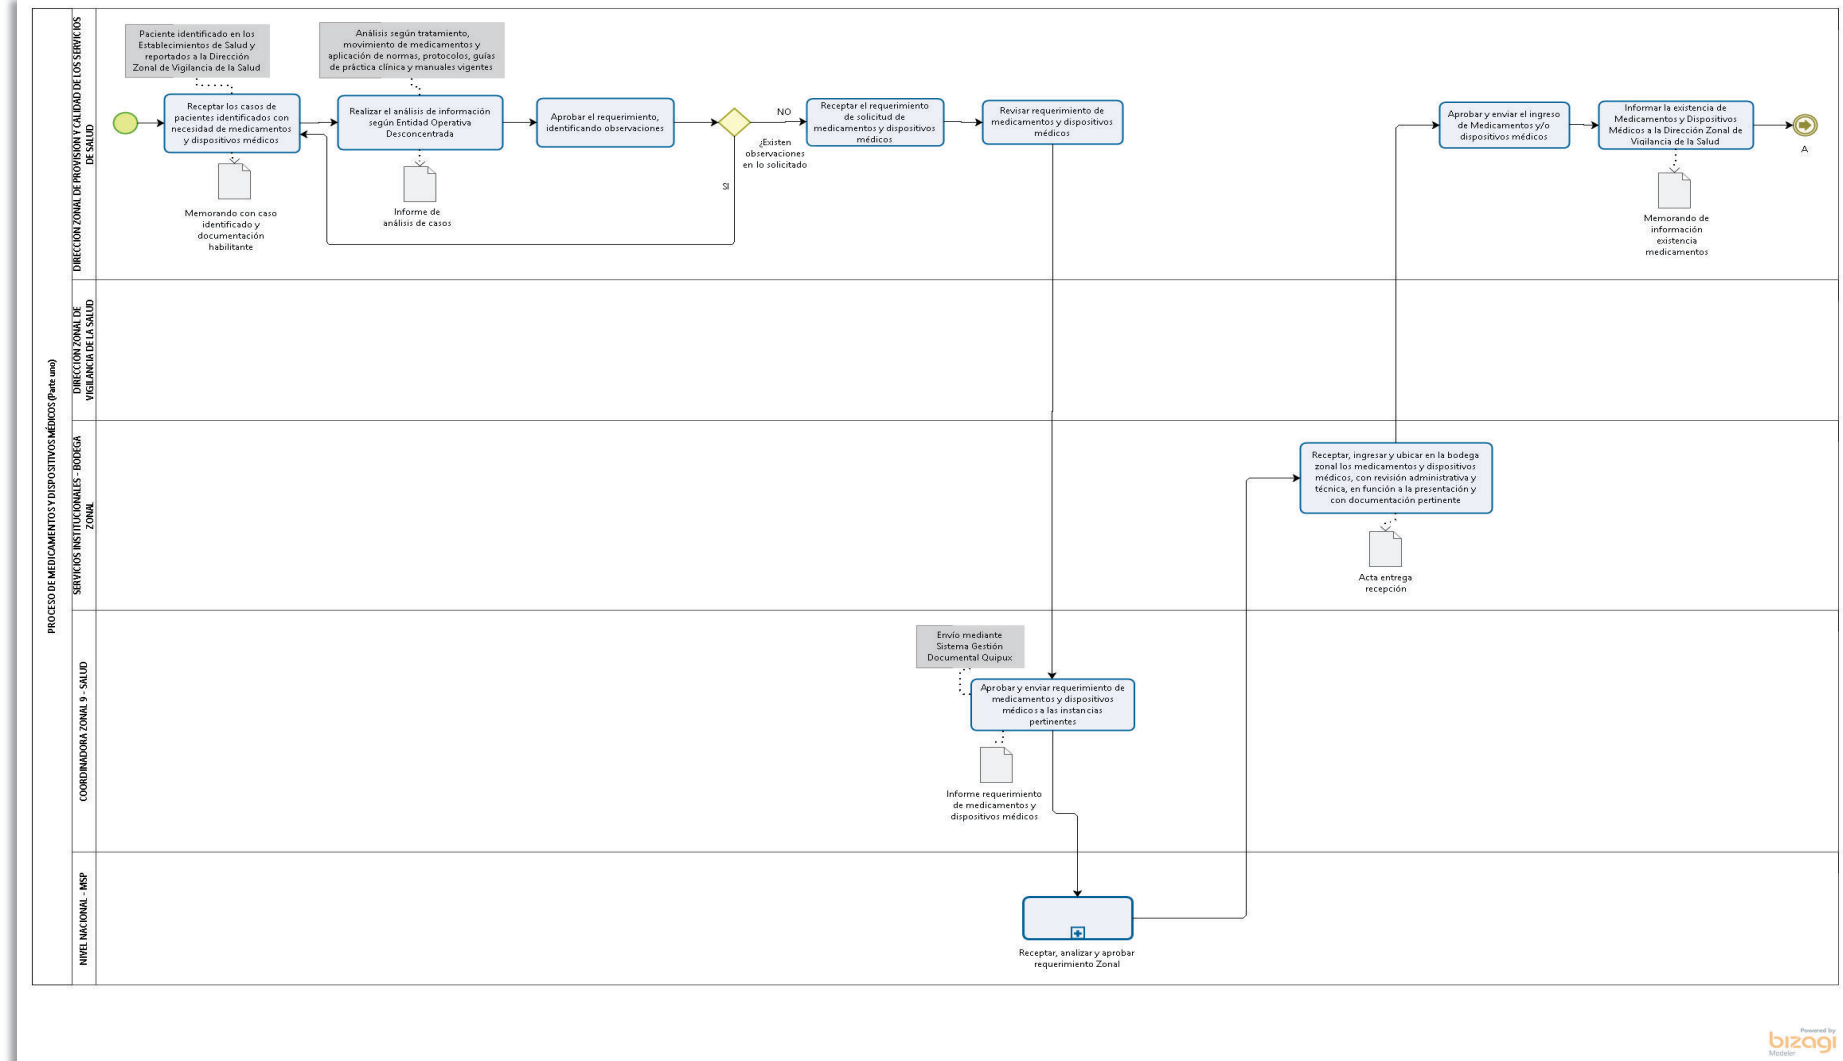 PROCESO DE MEDICAMENTOS Y DISPOSITIVOS MÉDICOS (Parte uno)
DIRECCIÓN ZONAL DE PROVISIÓN Y CALIDAD DE LOS SERVICIOS
DE SALUD
Paciente identificado en los
Establecimientos de Salud y
reportados a la Dirección
Zonal de Vigilancia de la Salud
Análisis según tratamiento,
movimiento de medicamentos y
aplicación de normas, protocolos, guías
de práctica clínica y manuales vigentes
Receptar los casos de
pacientes identificados con
necesidad de medicamentos
y dispositivos médicos
Realizar el análisis de información
según Entidad Operativa
Desconcentrada
Aprobar el requerimiento,
identificando observaciones
NO
¿Existen
observaciones
en lo solicitado
SI
Receptar el requerimiento
de solicitud de
medicamentos y dispositivos
médicos
Revisar requerimiento de
medicamentos y dispositivos
médicos
Aprobar y enviar el ingreso
de Medicamentos y/o
dispositivos médicos
Informar la existencia de
Medicamentos y Dispositivos
Médicos a la Dirección Zonal de
Vigilancia de la Salud
A
Memorando con caso
identificado y
documentación
habilitante
Informe de
análisis de casos
Memorando de
información
existencia
medicamentos
DIRECCIÓN ZONAL DE
VIGILANCIA DE LA SALUD
SERVICIOS INSTITUCIONALES - BODEGA
ZONAL
Receptar, ingresar y ubicar en la bodega
zonal los medicamentos y dispositivos
médicos, con revisión administrativa y
técnica, en función a la presentación y
con documentación pertinente
Acta entrega
recepción
COORDINADORA ZONAL 9 - SALUD
Envío mediante
Sistema Gestión
Documental Quipux
Aprobar y enviar requerimiento de
medicamentos y dispositivos
médicos a las instancias
pertinentes
Informe requerimiento
de medicamentos y
dispositivos médicos
NIVEL NACIONAL - MSP
Receptar, analizar y aprobar
requerimiento Zonal
Powered by
bizagi
Modeler